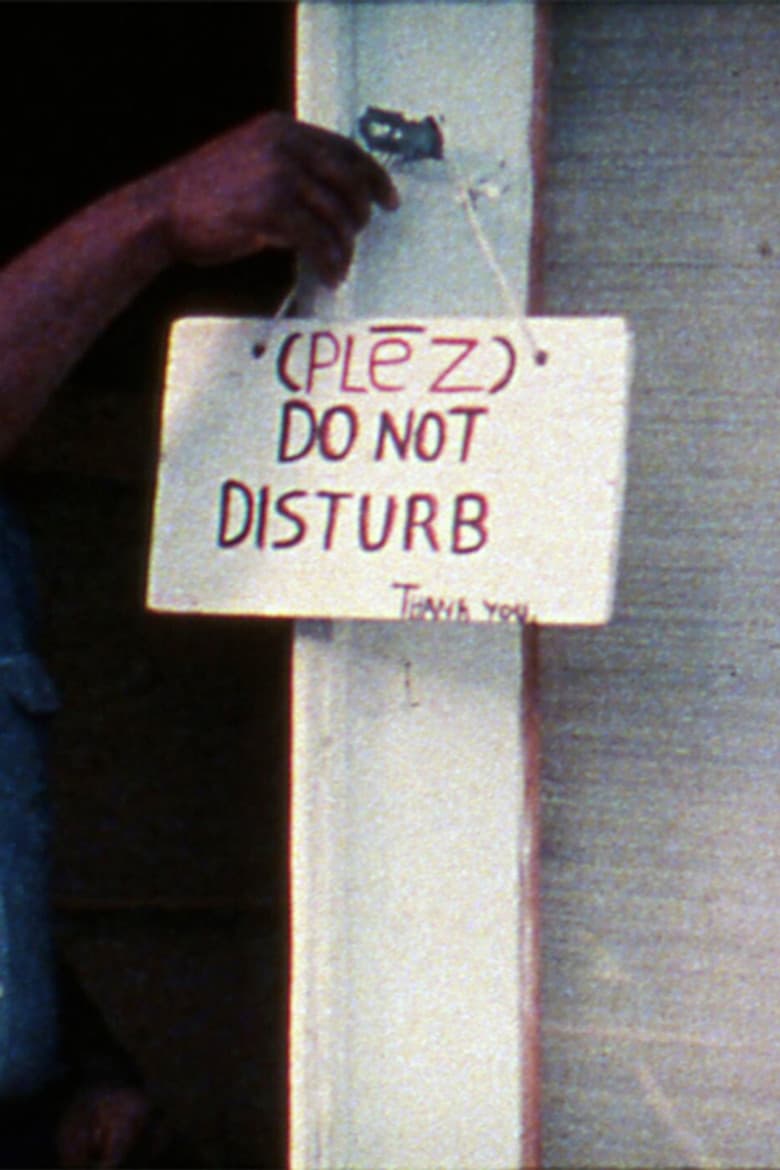 (PLēZ)
DO NOT
DISTURB
THANK YOU.